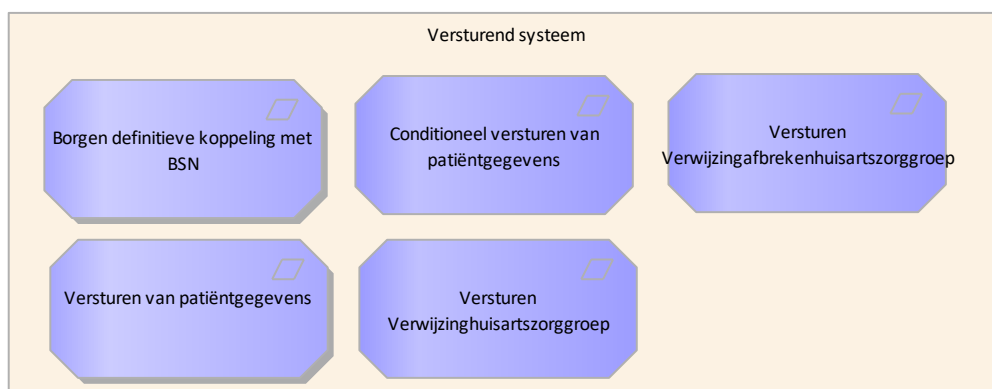 Versturend systeem
Borgen definitieve koppeling met
BSN
Conditioneel versturen van
patiëntgegevens
Versturen
Verwijzingafbrekenhuisartszorggroep
Versturen van patiëntgegevens
Versturen
Verwijzinghuisartszorggroep